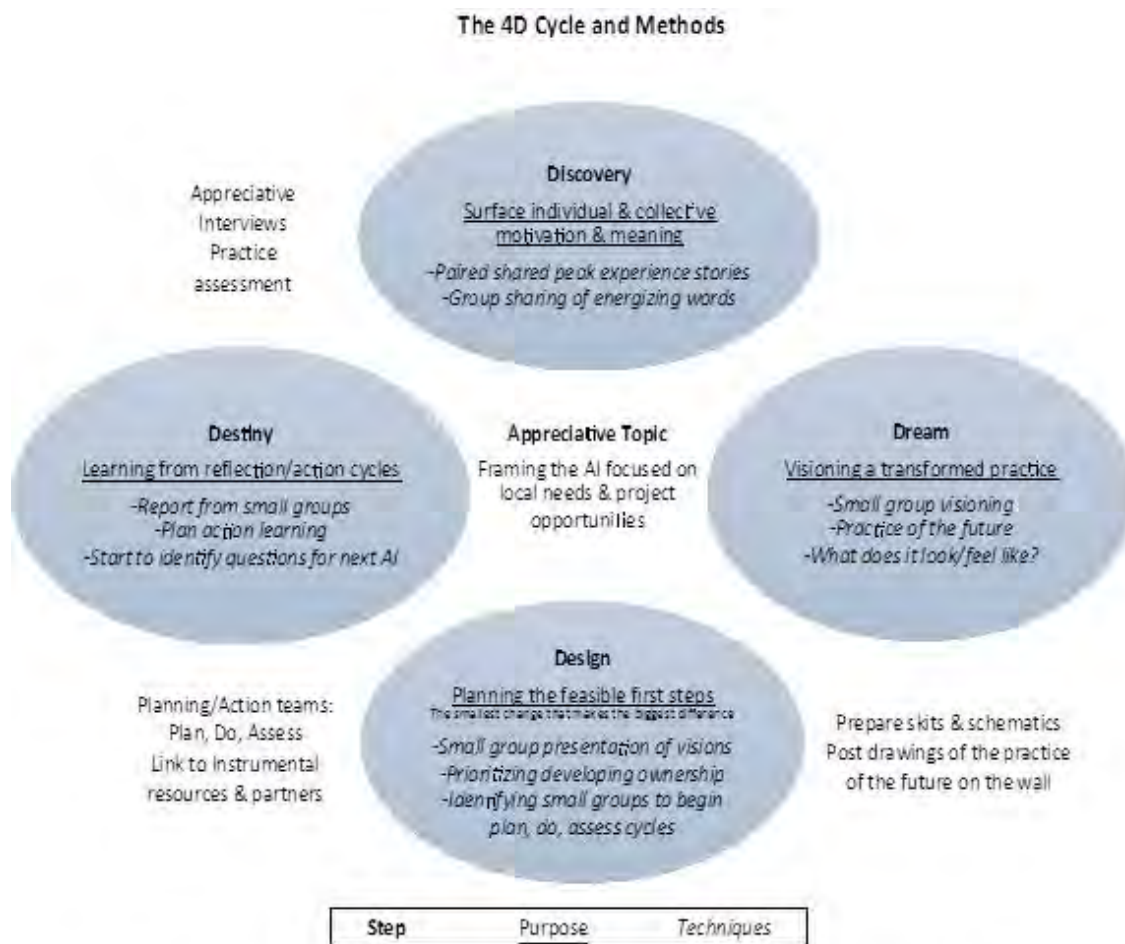 The 4D Cycle and Methods
Discovery
Surface individual & collective
motivation & meaning
-Paired shared peak experience stories
-Group sharing of energizing words
Appreciative
Interviews
Practice
assessment
Destiny
Learning from reflection/action cycles
-Report from small groups
-Plan action learning
-Start to identify questions for next AI
Appreciative Topic
Framing the AI focused on
local needs & project
opportunities
Dream
Visioning a transformed practice
-Small group visioning
-Practice of the future
-What does it look/feel like?
Design
Planning the feasible first steps
The smallest change that makes the biggest difference
-Small group presentation of visions
-Prioritizing developing ownership
-Identifying small groups to begin
plan, do, assess cycles
Planning/Action teams:
Plan, Do, Assess
Link to Instrumental
resources & partners
Prepare skits & schematics
Post drawings of the practice
of the future on the wall
Step Purpose Techniques